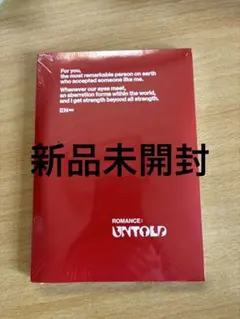 For you,
the most remarkable person on earth
who accepted someone like me.
Whenever our eyes meet,
an aberration forms within the world,
and I get strength beyond all strength.
EN-
新品未開封
ROMANCE:
UNTOLD